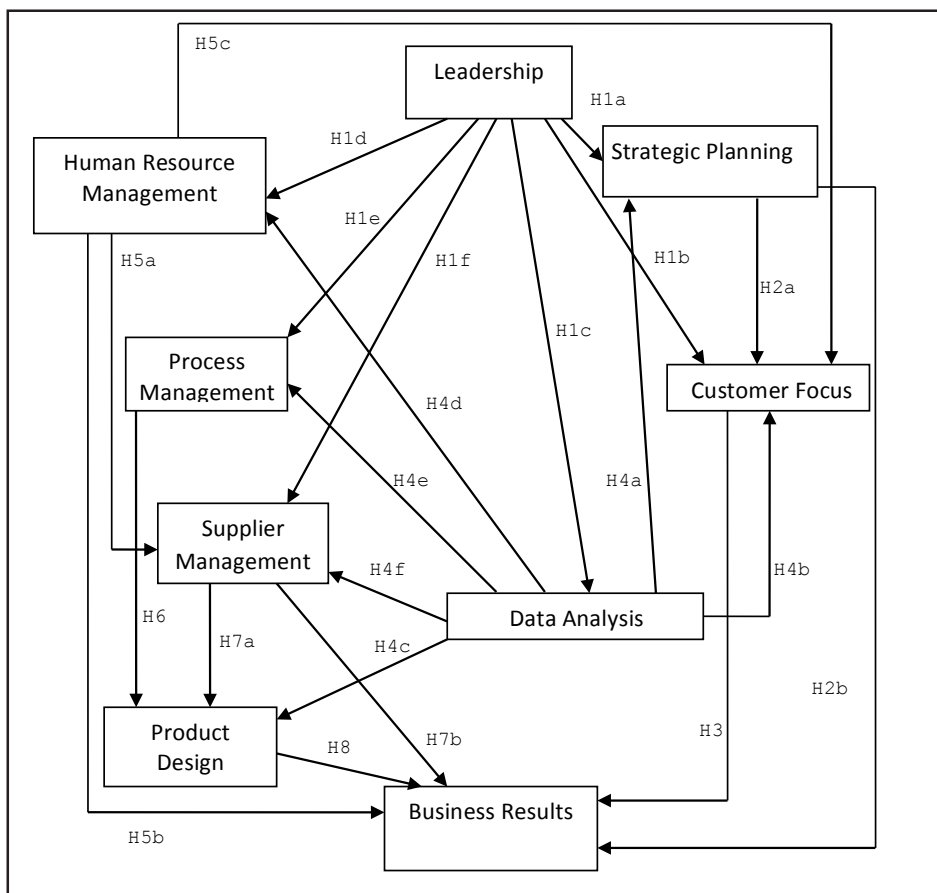 H5c
Leadership
H1a
H1d
Strategic Planning
Human Resource
Management
H1e
H5a
H1f
H1b
H2a
H1c
Process
Management
Customer Focus
H4d
H4e
H4a
Supplier
Management
H4f
H4b
Data Analysis
H6
H7a
H4c
H2b
Product
Design
H8
H7b
H3
Business Results
H5b